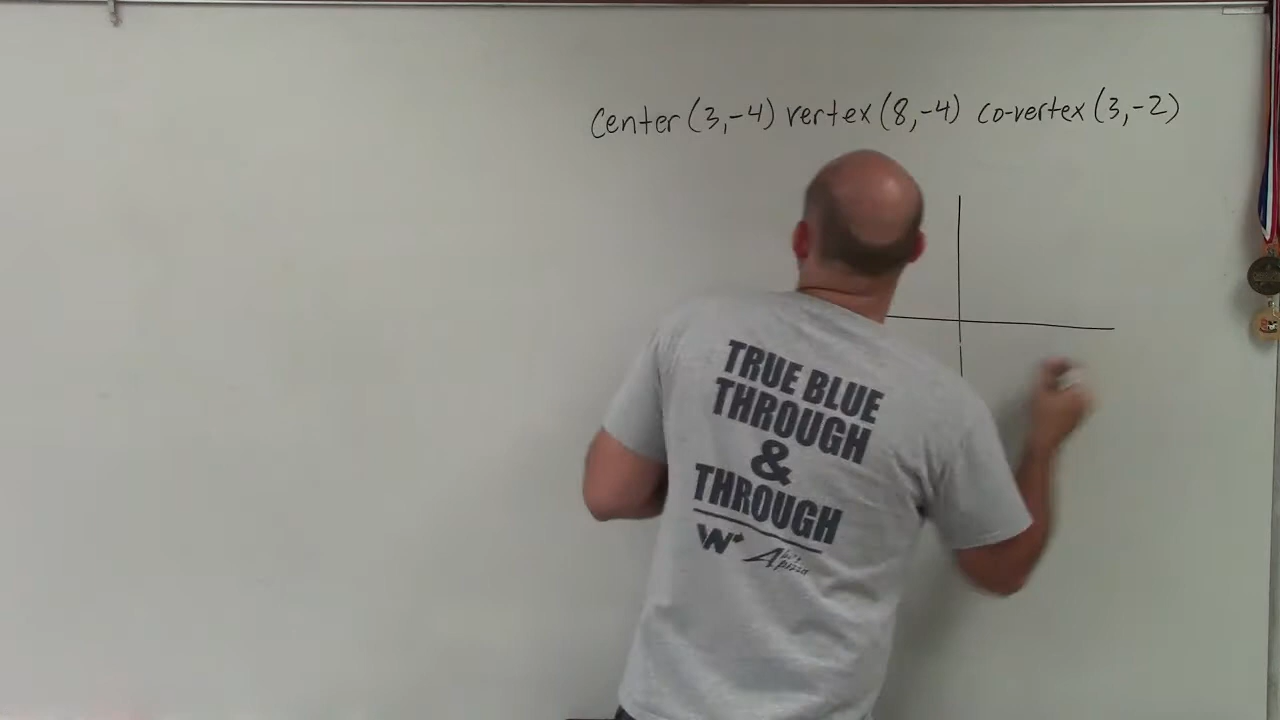 center (3,-4) vertex (8,-4) co-vertex (3,-2)
TRUE BLUE
THROUGH
&
THROUGH
W